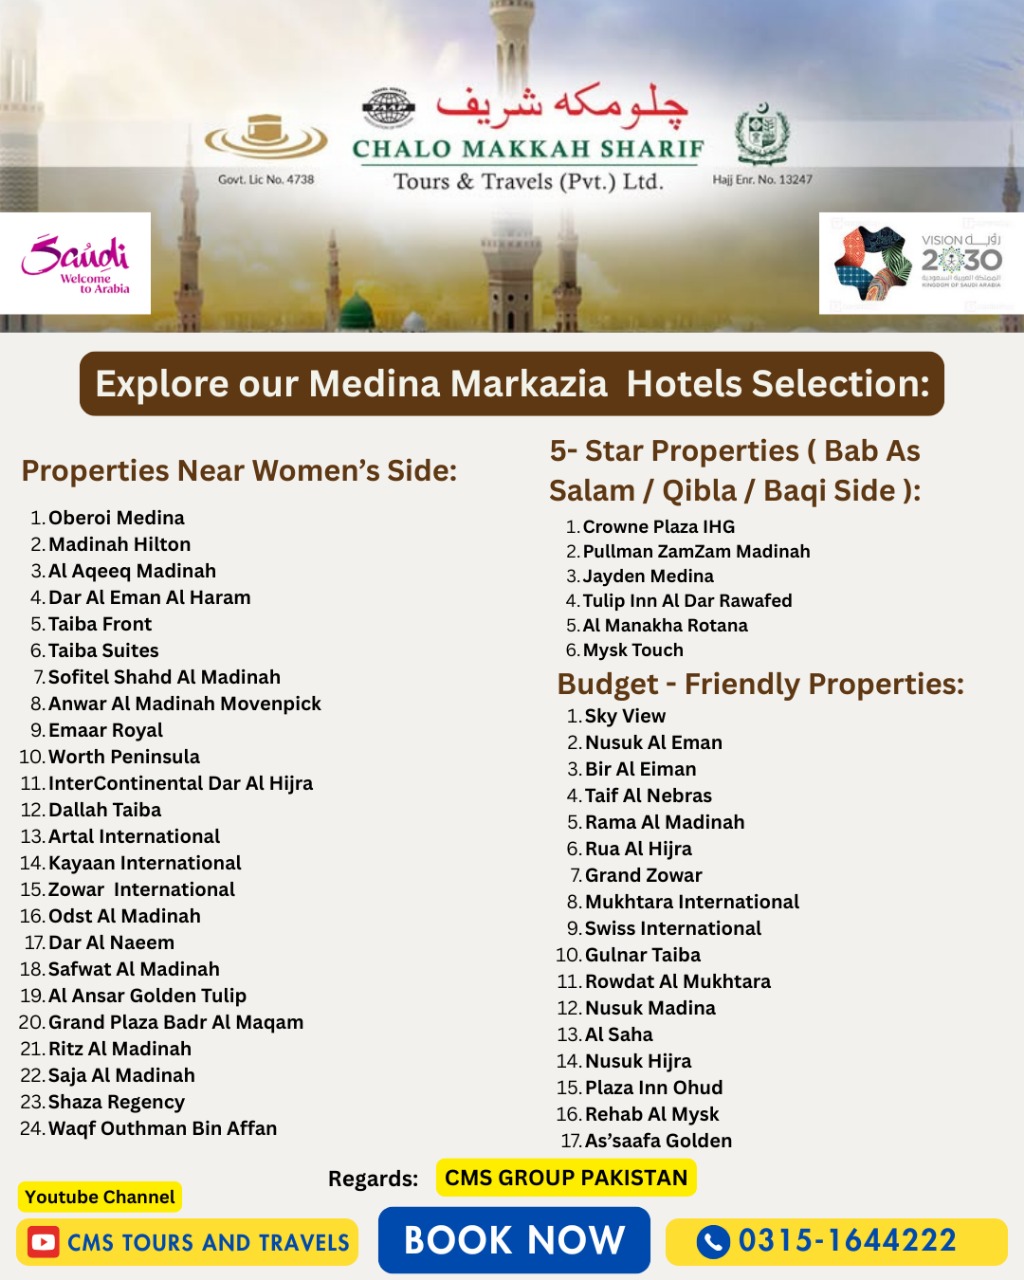 چلو مکہ شریف
CHALO MAKKAH SHARIF
Tours & Travels (Pvt.) Ltd.
Govt. Lic No. 4738
Hajj Enr. No. 13247
Saudi
Welcome
to Arabia
VISION رؤيــة
2030
المملكة العربية السعودية
KINGDOM OF SAUDI ARABIA
Explore our Medina Markazia  Hotels Selection:
Properties Near Women’s Side:
1. Oberoi Medina
2. Madinah Hilton
3. Al Aqeeq Madinah
4. Dar Al Eman Al Haram
5. Taiba Front
6. Taiba Suites
7. Sofitel Shahd Al Madinah
8. Anwar Al Madinah Movenpick
9. Emaar Royal
10. Worth Peninsula
11. InterContinental Dar Al Hijra
12. Dallah Taiba
13. Artal International
14. Kayaan International
15. Zowar  International
16. Odst Al Madinah
17. Dar Al Naeem
18. Safwat Al Madinah
19. Al Ansar Golden Tulip
20. Grand Plaza Badr Al Maqam
21. Ritz Al Madinah
22. Saja Al Madinah
23. Shaza Regency
24. Waqf Outhman Bin Affan
5- Star Properties ( Bab As
Salam / Qibla / Baqi Side ):
1. Crowne Plaza IHG
2. Pullman ZamZam Madinah
3. Jayden Medina
4. Tulip Inn Al Dar Rawafed
5. Al Manakha Rotana
6. Mysk Touch
Budget - Friendly Properties:
1. Sky View
2. Nusuk Al Eman
3. Bir Al Eiman
4. Taif Al Nebras
5. Rama Al Madinah
6. Rua Al Hijra
7. Grand Zowar
8. Mukhtara International
9. Swiss International
10. Gulnar Taiba
11. Rowdat Al Mukhtara
12. Nusuk Madina
13. Al Saha
14. Nusuk Hijra
15. Plaza Inn Ohud
16. Rehab Al Mysk
17. As’saafa Golden
Regards: CMS GROUP PAKISTAN
Youtube Channel
CMS TOURS AND TRAVELS
BOOK NOW
0315-1644222